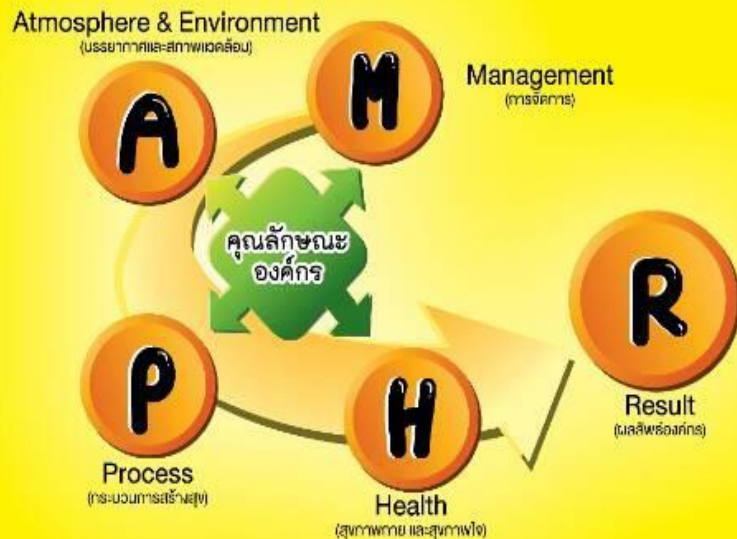 Atmosphere & Environment
(บรรยากาศและสภาพแวดล้อม)
A
M
Management
(การจัดการ)
คุณลักษณะ
องค์กร
R
Result
(ผลลัพธ์องค์กร)
P
Process
(กระบวนการสร้างสุข)
H
Health
(สุขภาพกาย และสุขภาพใจ)